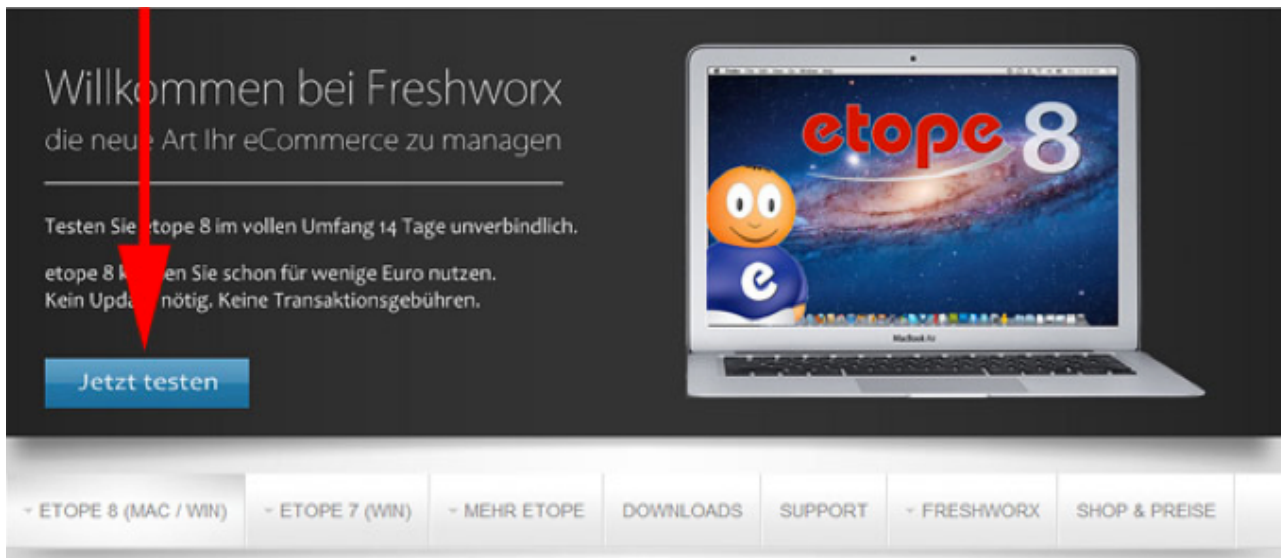 Willkommen bei Freshworx
die neue Art Ihr eCommerce zu managen
Testen Sie etope 8 im vollen Umfang 14 Tage unverbindlich.
etope 8 Sie schon für wenige Euro nutzen.
Kein nötig. Keine Transaktionsgebühren.
Jetzt testen
etope 8
e
MacBook Air
ETOPE 8 (MAC / WIN)
ETOPE 7 (WIN)
MEHR ETOPE
DOWNLOADS
SUPPORT
FRESHWORX
SHOP & PREISE